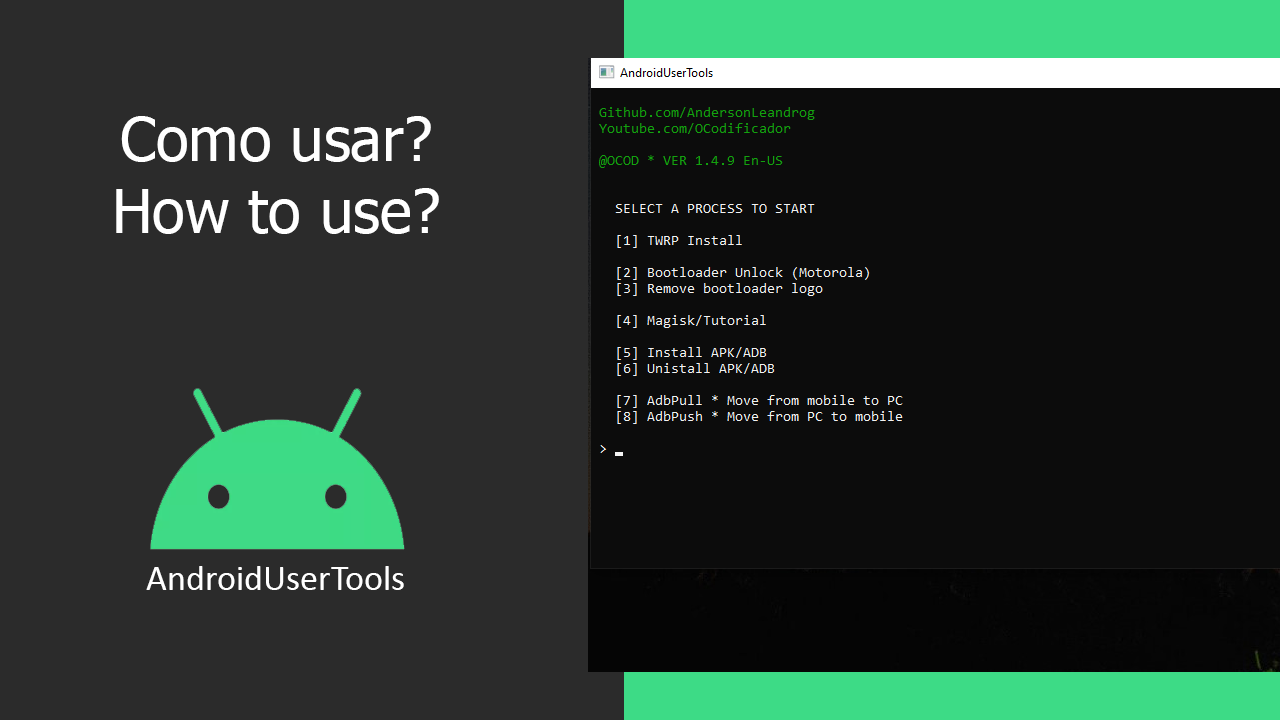 Como usar?
How to use?
AndroidUserTools
AndroidUserTools
Github.com/AndersonLeandrog
Youtube.com/OCodificador
@OCOD * VER 1.4.9 En-US
SELECT A PROCESS TO START
[1] TWRP Install
[2] Bootloader Unlock (Motorola)
[3] Remove bootloader logo
[4] Magisk/Tutorial
[5] Install APK/ADB
[6] Unistall APK/ADB
[7] AdbPull * Move from mobile to PC
[8] AdbPush * Move from PC to mobile
>